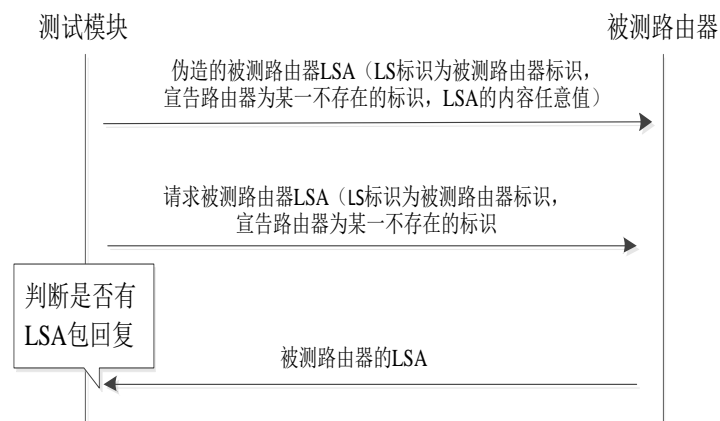 测试模块
被测路由器
伪造的被测路由器LSA（LS标识为被测路由器标识，
宣告路由器为某一不存在的标识，LSA的内容任意值）
请求被测路由器LSA（LS标识为被测路由器标识，
宣告路由器为某一不存在的标识
判断是否有
LSA包回复
被测路由器的LSA